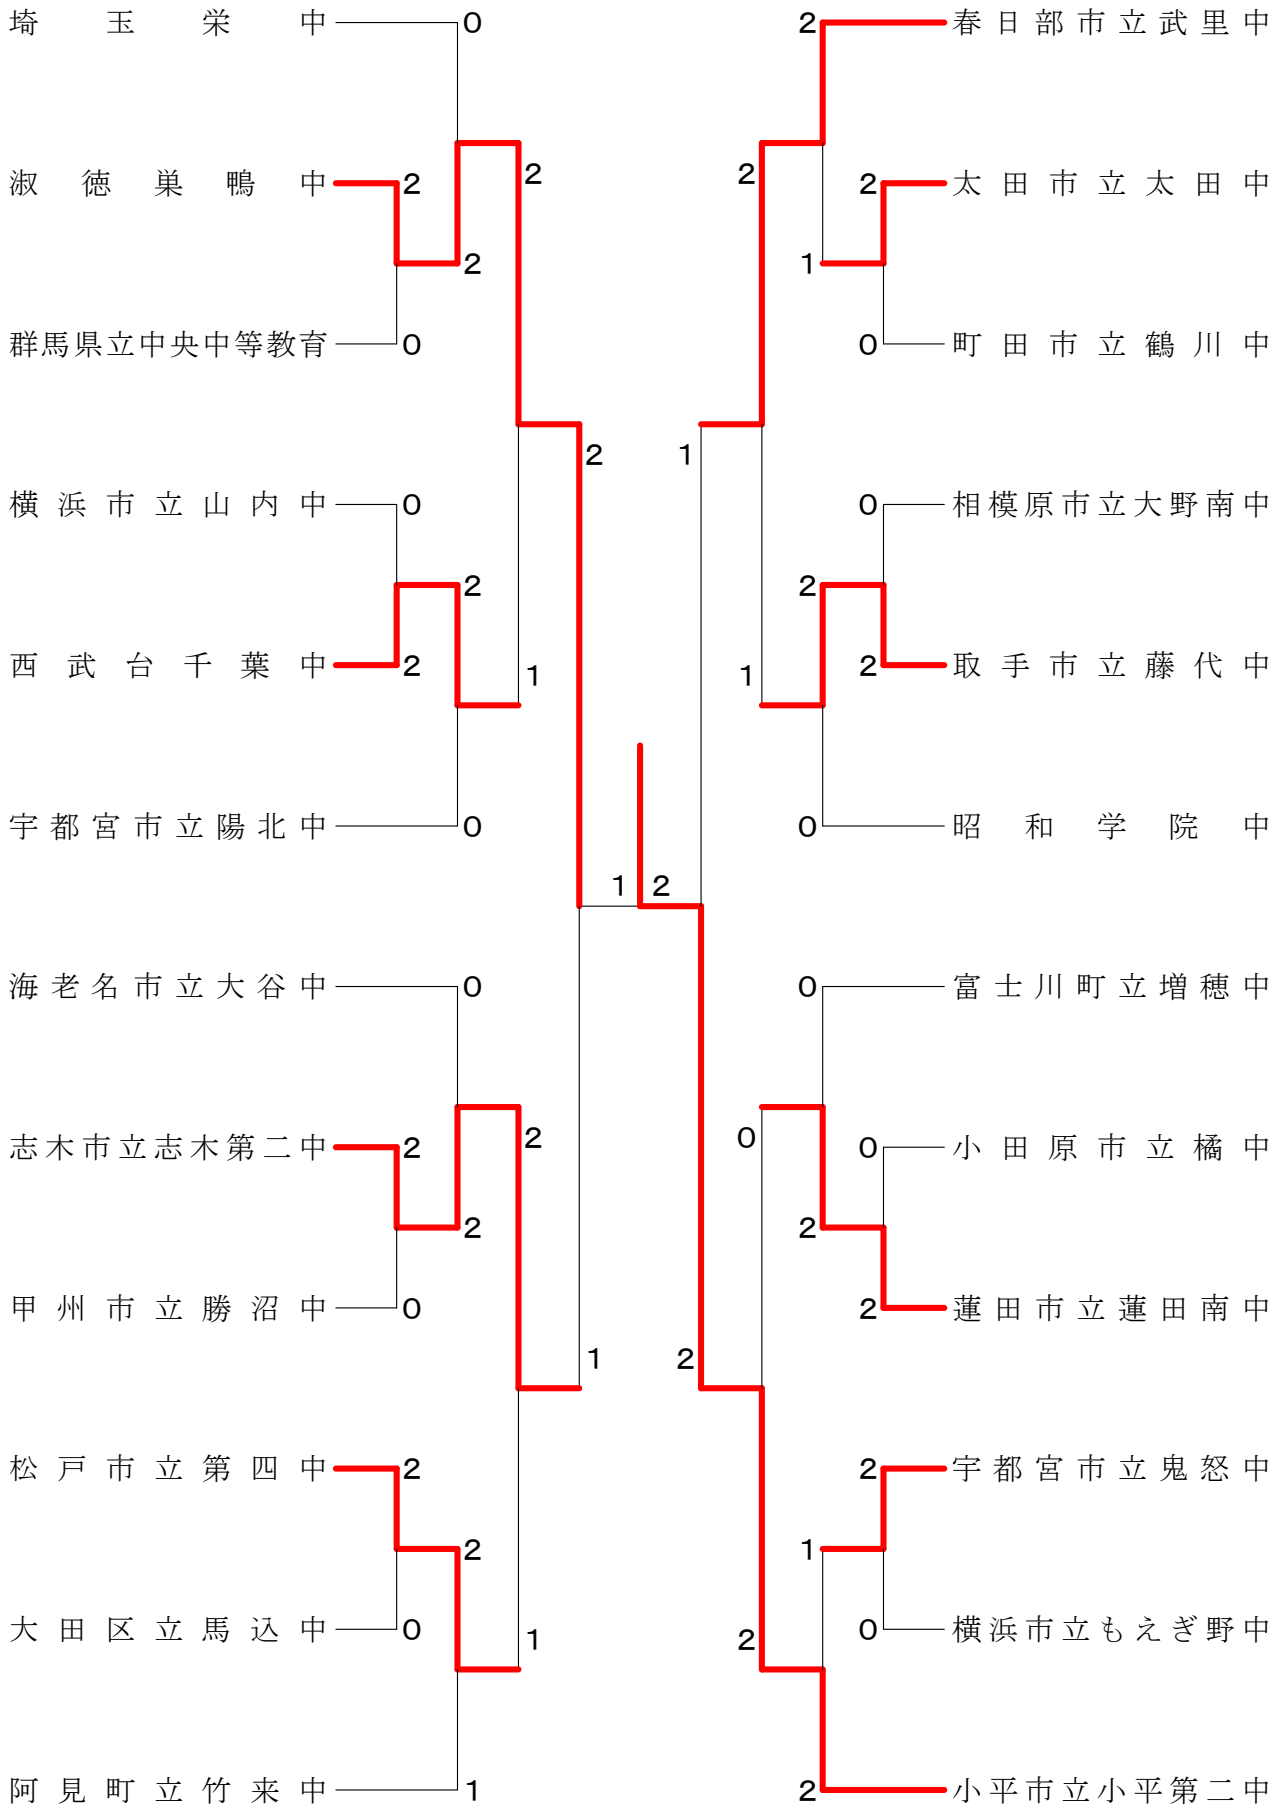 埼玉栄中 0 2 春日部市立武里中
淑徳巣鴨中 2 2 2 2 太田市立太田中
2 1
群馬県立中央中等教育 0 0 町田市立鶴川中
2 1
横浜市立山内中 0 0 相模原市立大野南中
2 2
西武台千葉中 2 1 1 2 取手市立藤代中
宇都宮市立陽北中 0 0 昭和学院中
1 2
海老名市立大谷中 0 0 富士川町立増穂中
志木市立志木第二中 2 2 0 0 小田原市立橘中
2 2
甲州市立勝沼中 0 2 蓮田市立蓮田南中
1 2
松戸市立第四中 2 2 宇都宮市立鬼怒中
2 1
大田区立馬込中 0 1 2 0 横浜市立もえぎ野中
阿見町立竹来中 1 2 小平市立小平第二中